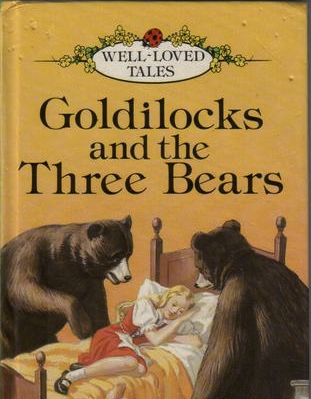 WELL-LOVED
TALES
Goldilocks
and the
Three Bears